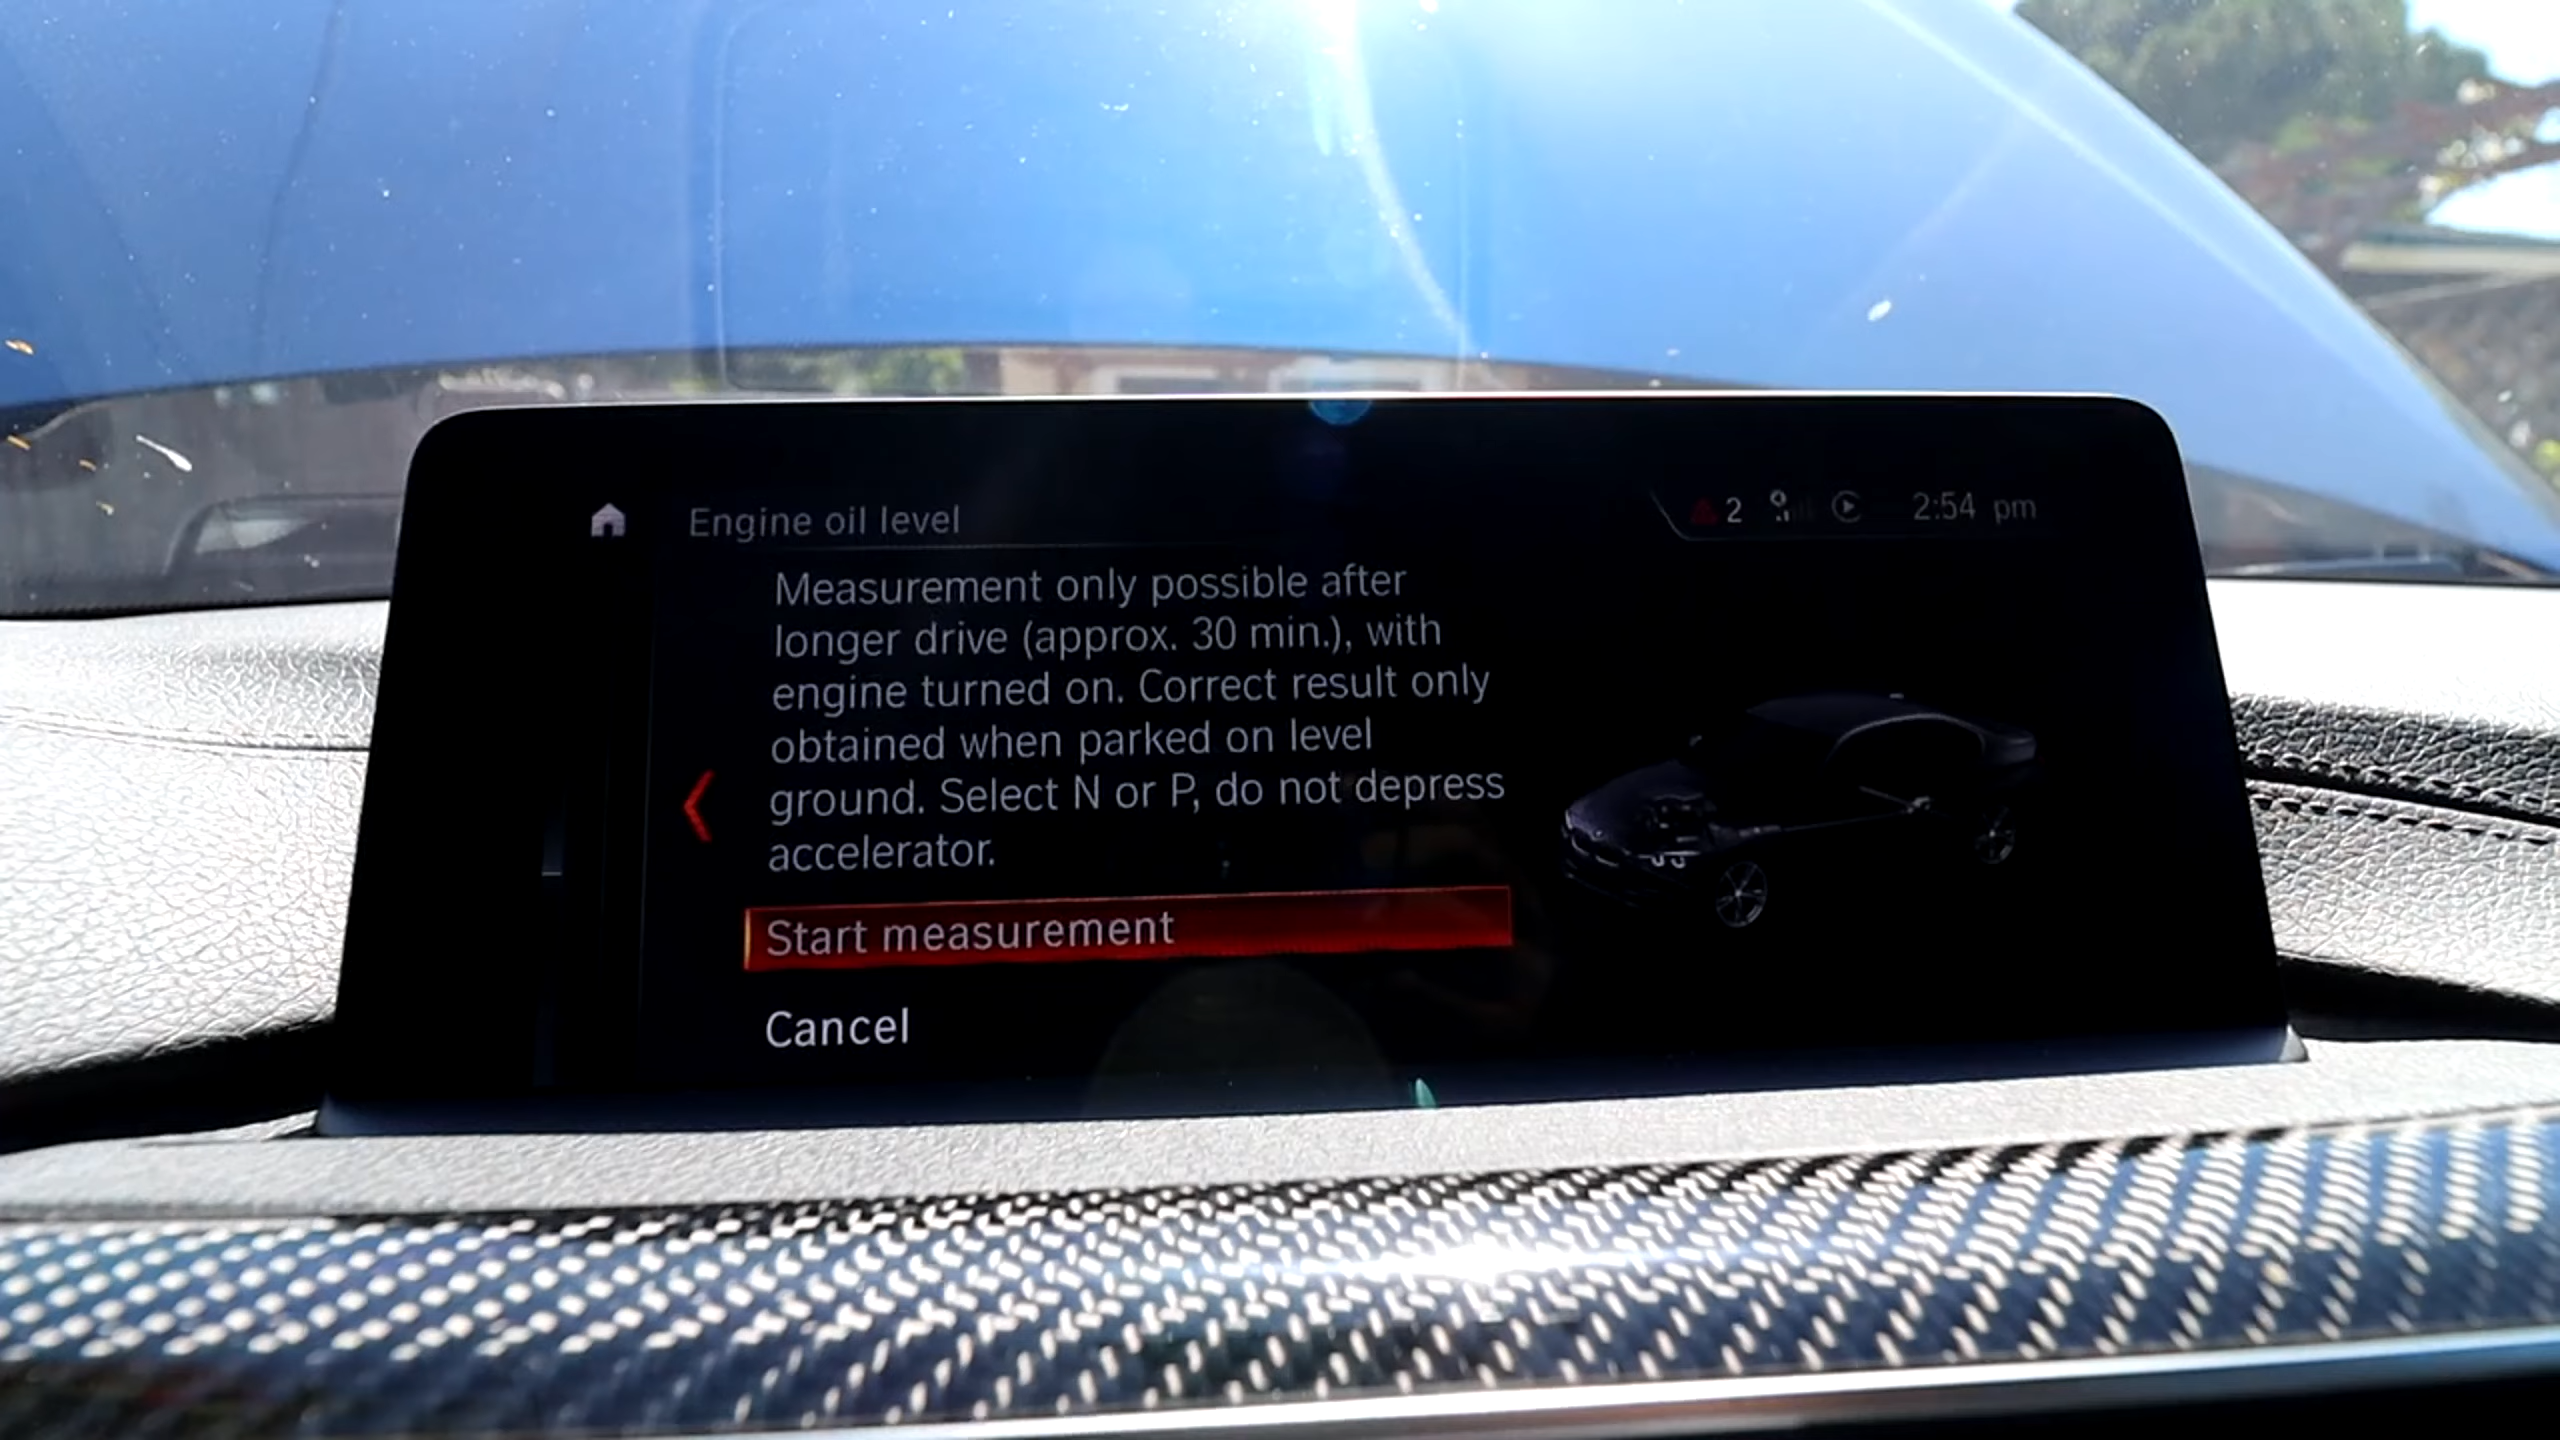 Engine oil level
2
2:54 pm
Measurement only possible after
longer drive (approx. 30 min.), with
engine turned on. Correct result only
obtained when parked on level
ground. Select N or P, do not depress
accelerator.
Start measurement
Cancel